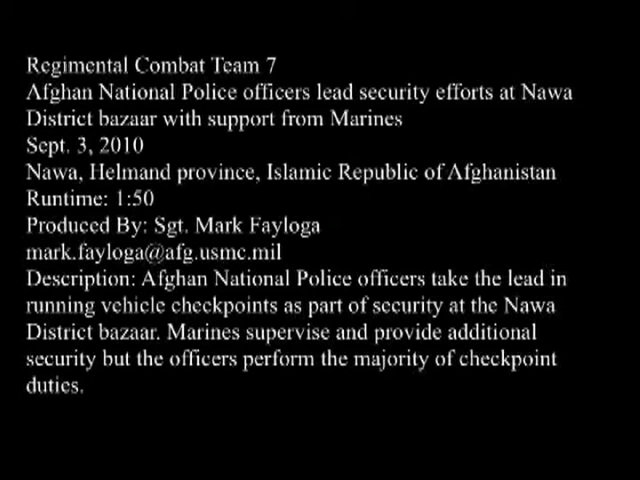 Regimental Combat Team 7
Afghan National Police officers lead security efforts at Nawa
District bazaar with support from Marines
Sept. 3, 2010
Nawa, Helmand province, Islamic Republic of Afghanistan
Runtime: 1:50
Produced By: Sgt. Mark Fayloga
mark.fayloga@afg.usmc.mil
Description: Afghan National Police officers take the lead in
running vehicle checkpoints as part of security at the Nawa
District bazaar. Marines supervise and provide additional
security but the officers perform the majority of checkpoint
duties.